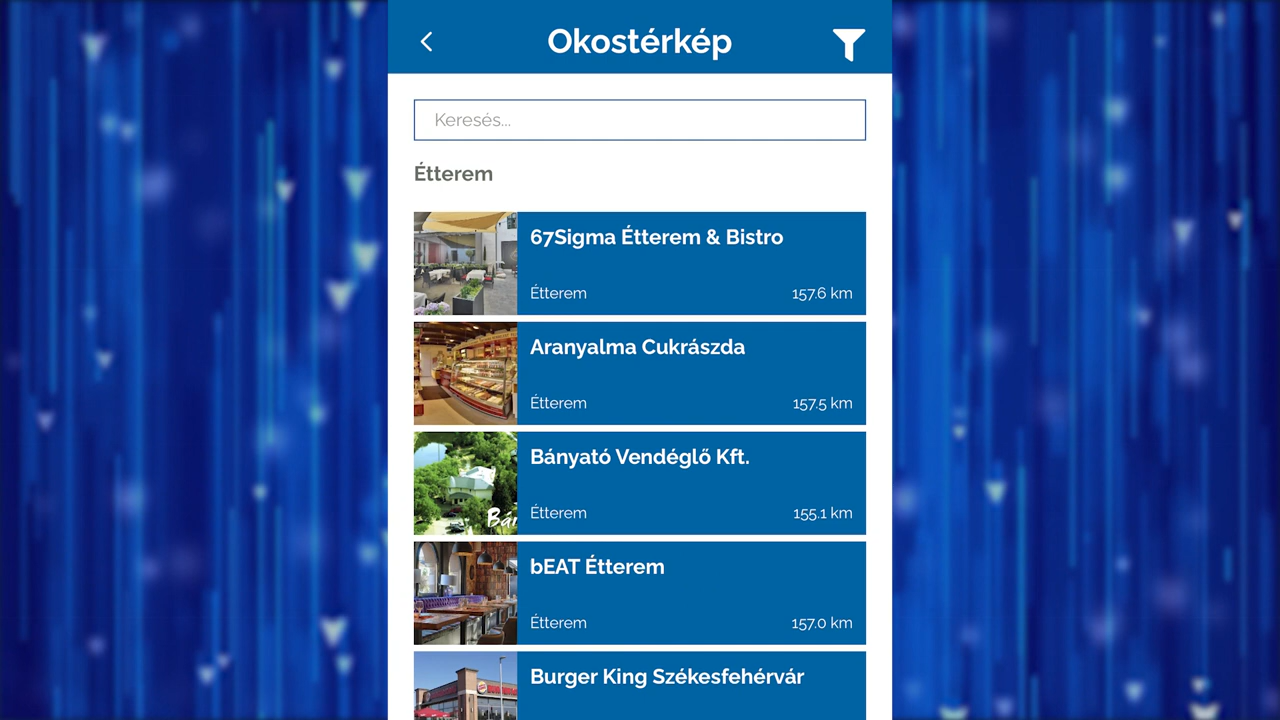 Okostérkép
Keresés...
Étterem
67Sigma Étterem & Bistro
Étterem
157.6 km
Aranyalma Cukrászda
Étterem
157.5 km
Bányató Vendéglő Kft.
Étterem
155.1 km
bEAT Étterem
Étterem
157.0 km
Burger King Székesfehérvár